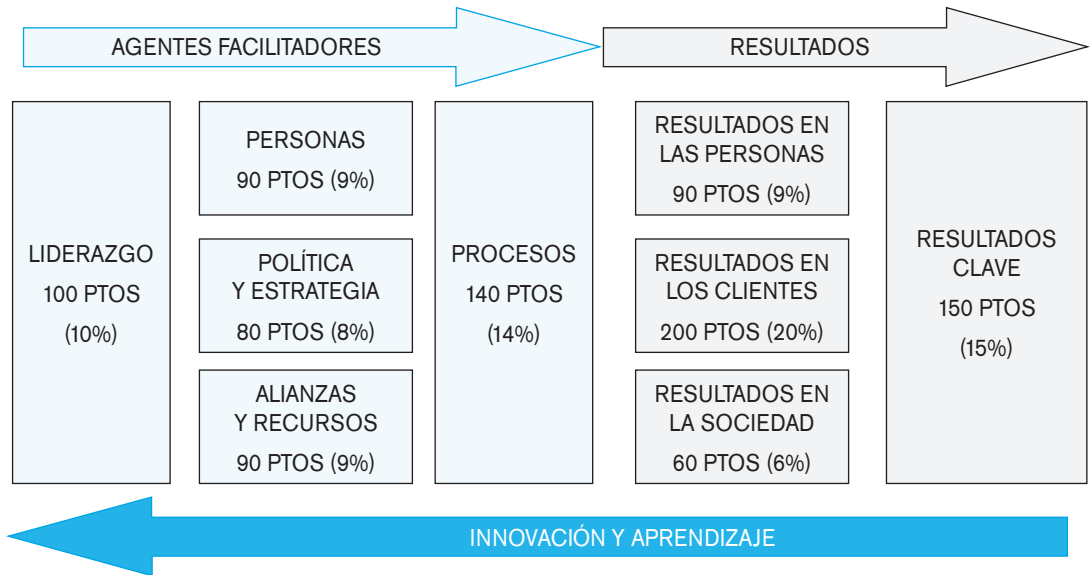 AGENTES FACILITADORES
RESULTADOS
LIDERAZGO
100 PTOS
(10%)
PERSONAS
90 PTOS (9%)
POLÍTICA
Y ESTRATEGIA
80 PTOS (8%)
ALIANZAS
Y RECURSOS
90 PTOS (9%)
PROCESOS
140 PTOS
(14%)
RESULTADOS EN
LAS PERSONAS
90 PTOS (9%)
RESULTADOS EN
LOS CLIENTES
200 PTOS (20%)
RESULTADOS EN
LA SOCIEDAD
60 PTOS (6%)
RESULTADOS
CLAVE
150 PTOS
(15%)
INNOVACIÓN Y APRENDIZAJE